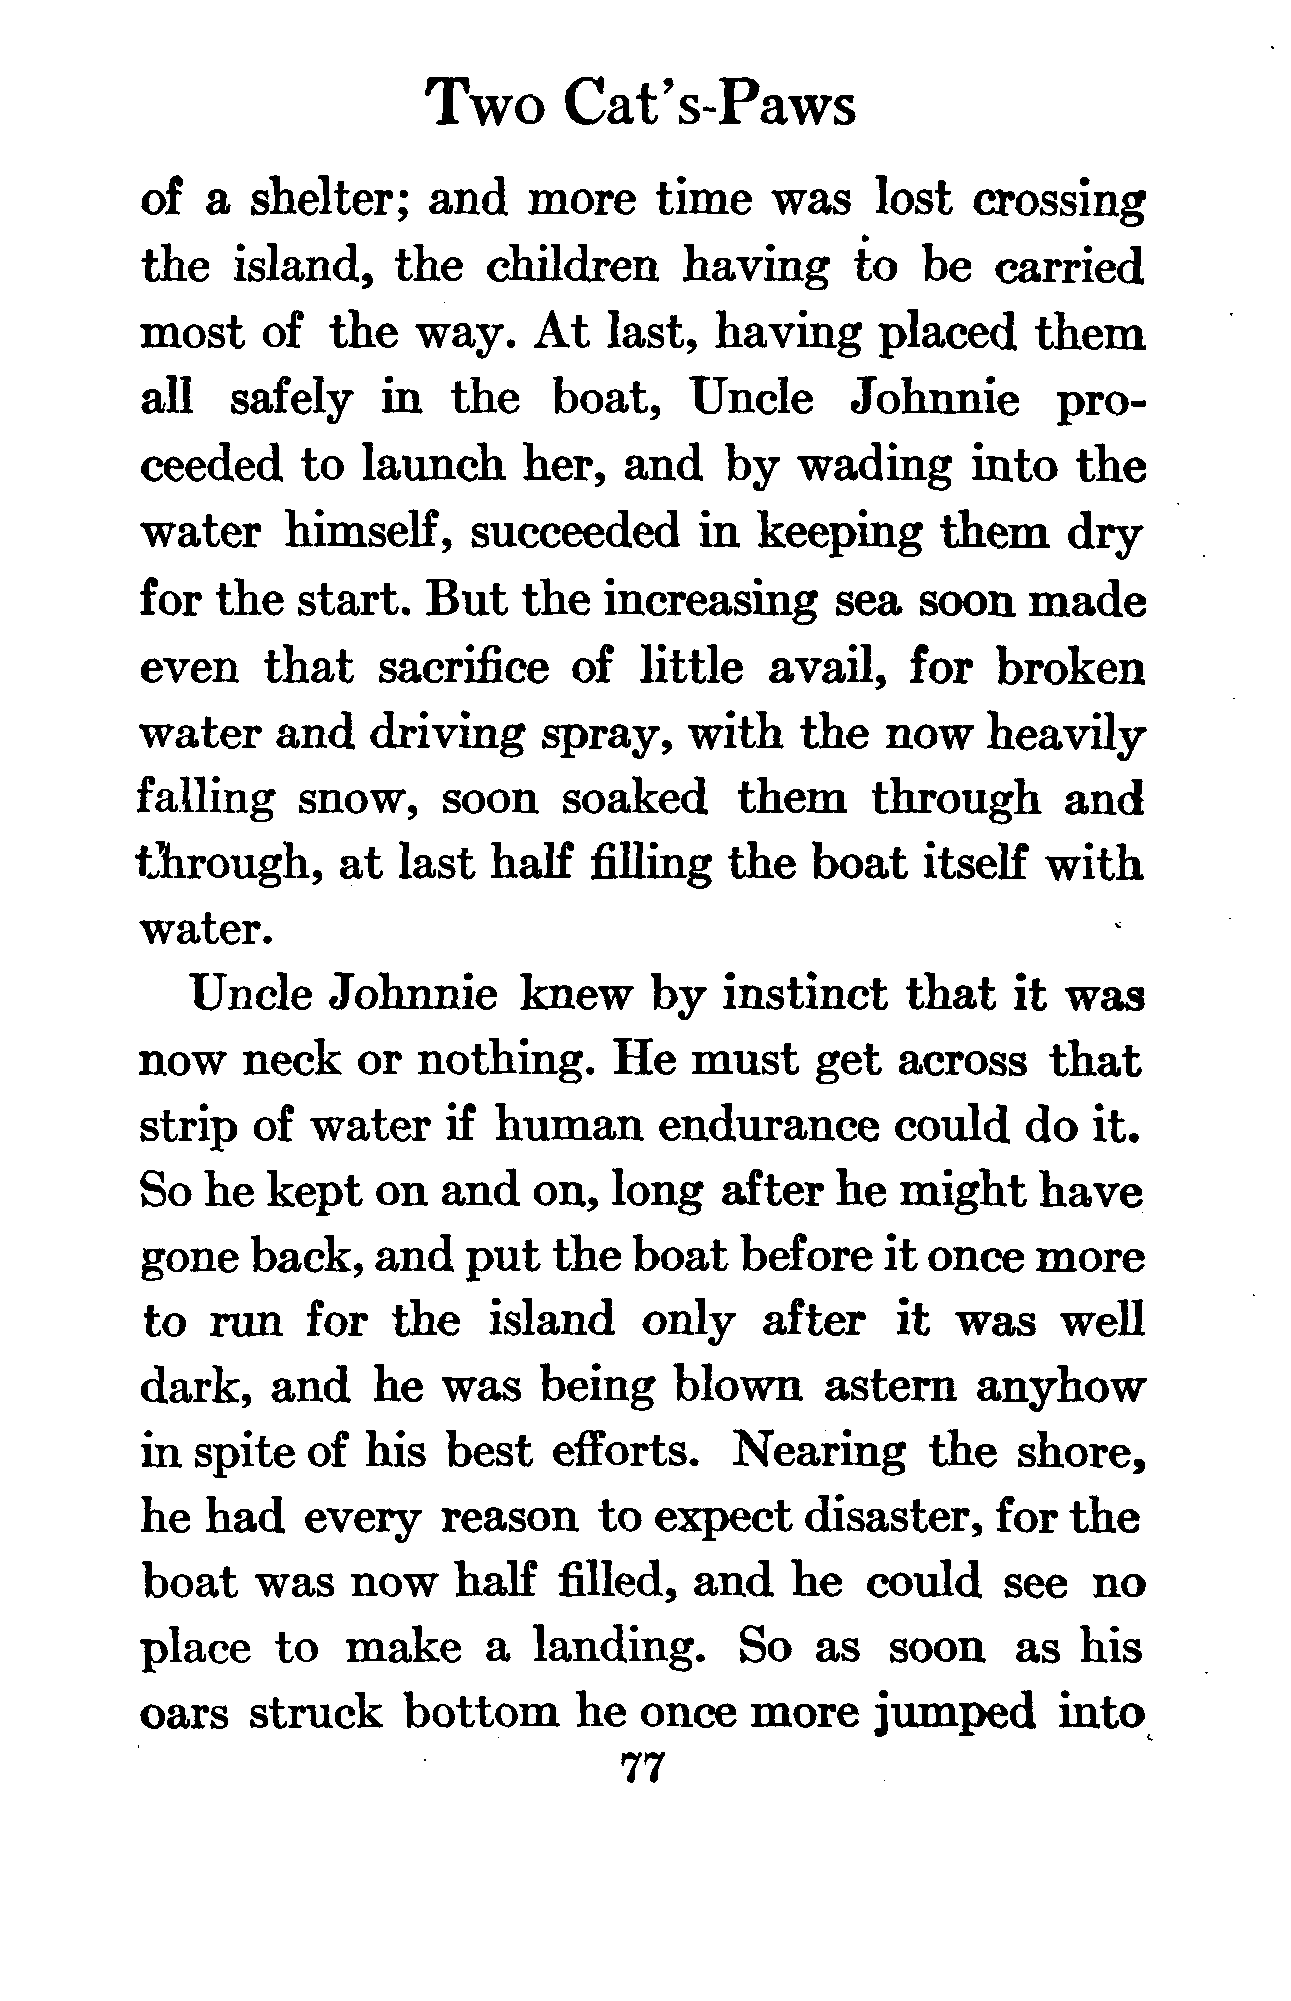 Two Cat's-Paws
of a shelter; and more time was lost crossing
the island, the children having to be carried
most of the way. At last, having placed them
all safely in the boat, Uncle Johnnie pro-
ceeded to launch her, and by wading into the
water himself, succeeded in keeping them dry
for the start. But the increasing sea soon made
even that sacrifice of little avail, for broken
water and driving spray, with the now heavily
falling snow, soon soaked them through and
through, at last half filling the boat itself with
water.
Uncle Johnnie knew by instinct that it was
now neck or nothing. He must get across that
strip of water if human endurance could do it.
So he kept on and on, long after he might have
gone back, and put the boat before it once more
to run for the island only after it was well
dark, and he was being blown astern anyhow
in spite of his best efforts. Nearing the shore,
he had every reason to expect disaster, for the
boat was now half filled, and he could see no
place to make a landing. So as soon as his
oars struck bottom he once more jumped into
77